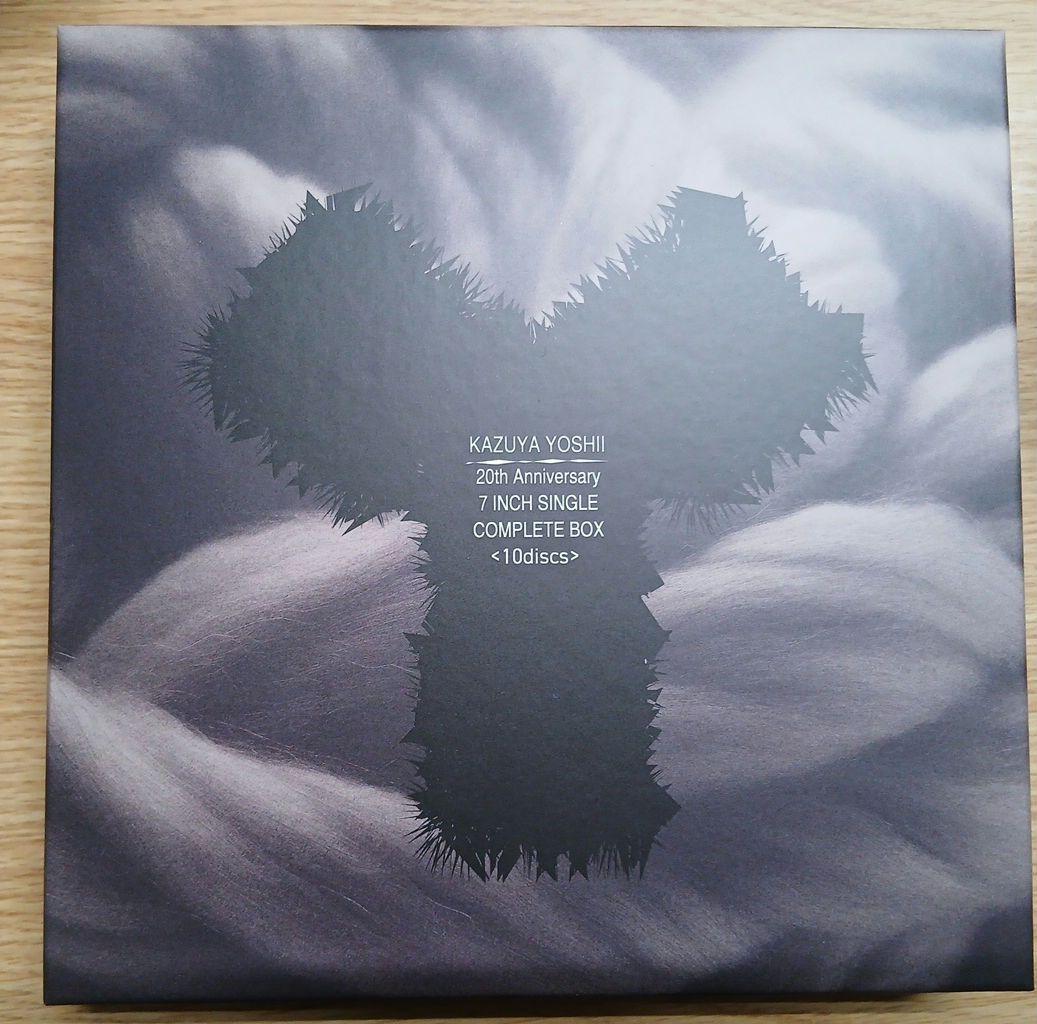 KAZUYA YOSHII
20th Anniversary
7 INCH SINGLE
COMPLETE BOX
<10discs>